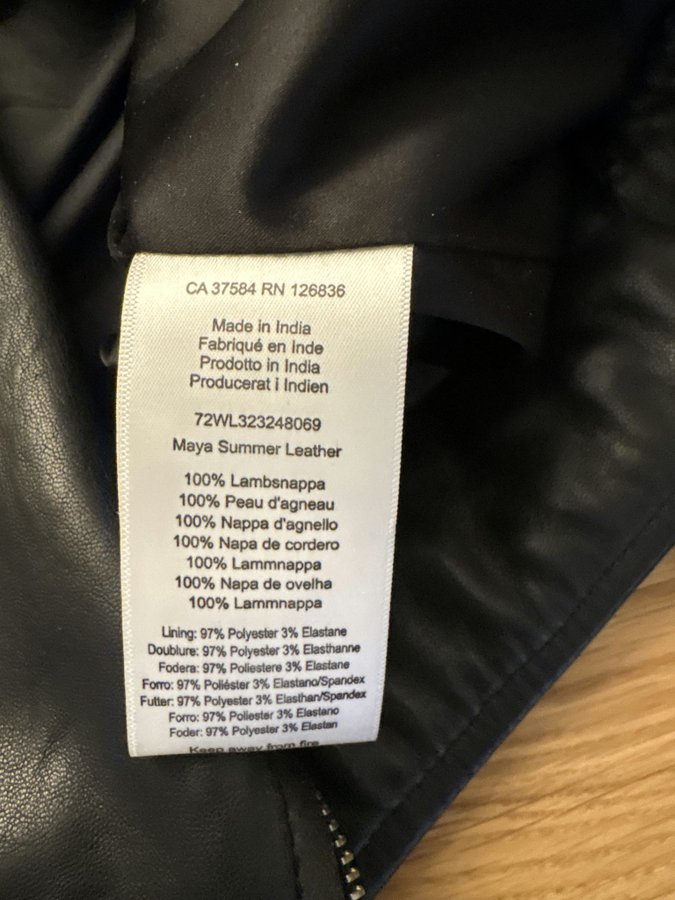 CA 37584 RN 126836
Made in India
Fabriqué en Inde
Prodotto in India
Producerat i Indien
72WL323248069
Maya Summer Leather
100% Lambsnappa
100% Peau d'agneau
100% Nappa d'agnello
100% Napa de cordero
100% Lammnappa
100% Napa de ovelha
100% Lammnappa
Lining: 97% Polyester 3% Elastane
Doublure: 97% Polyester 3% Elasthanne
Fodera: 97% Poliestere 3% Elastane
Forro: 97% Poliéster 3% Elastano/Spandex
Futter: 97% Polyester 3% Elasthan/Spandex
Forro: 97% Poliester 3% Elastano
Foder: 97% Polyester 3% Elastan
Keep away from fire